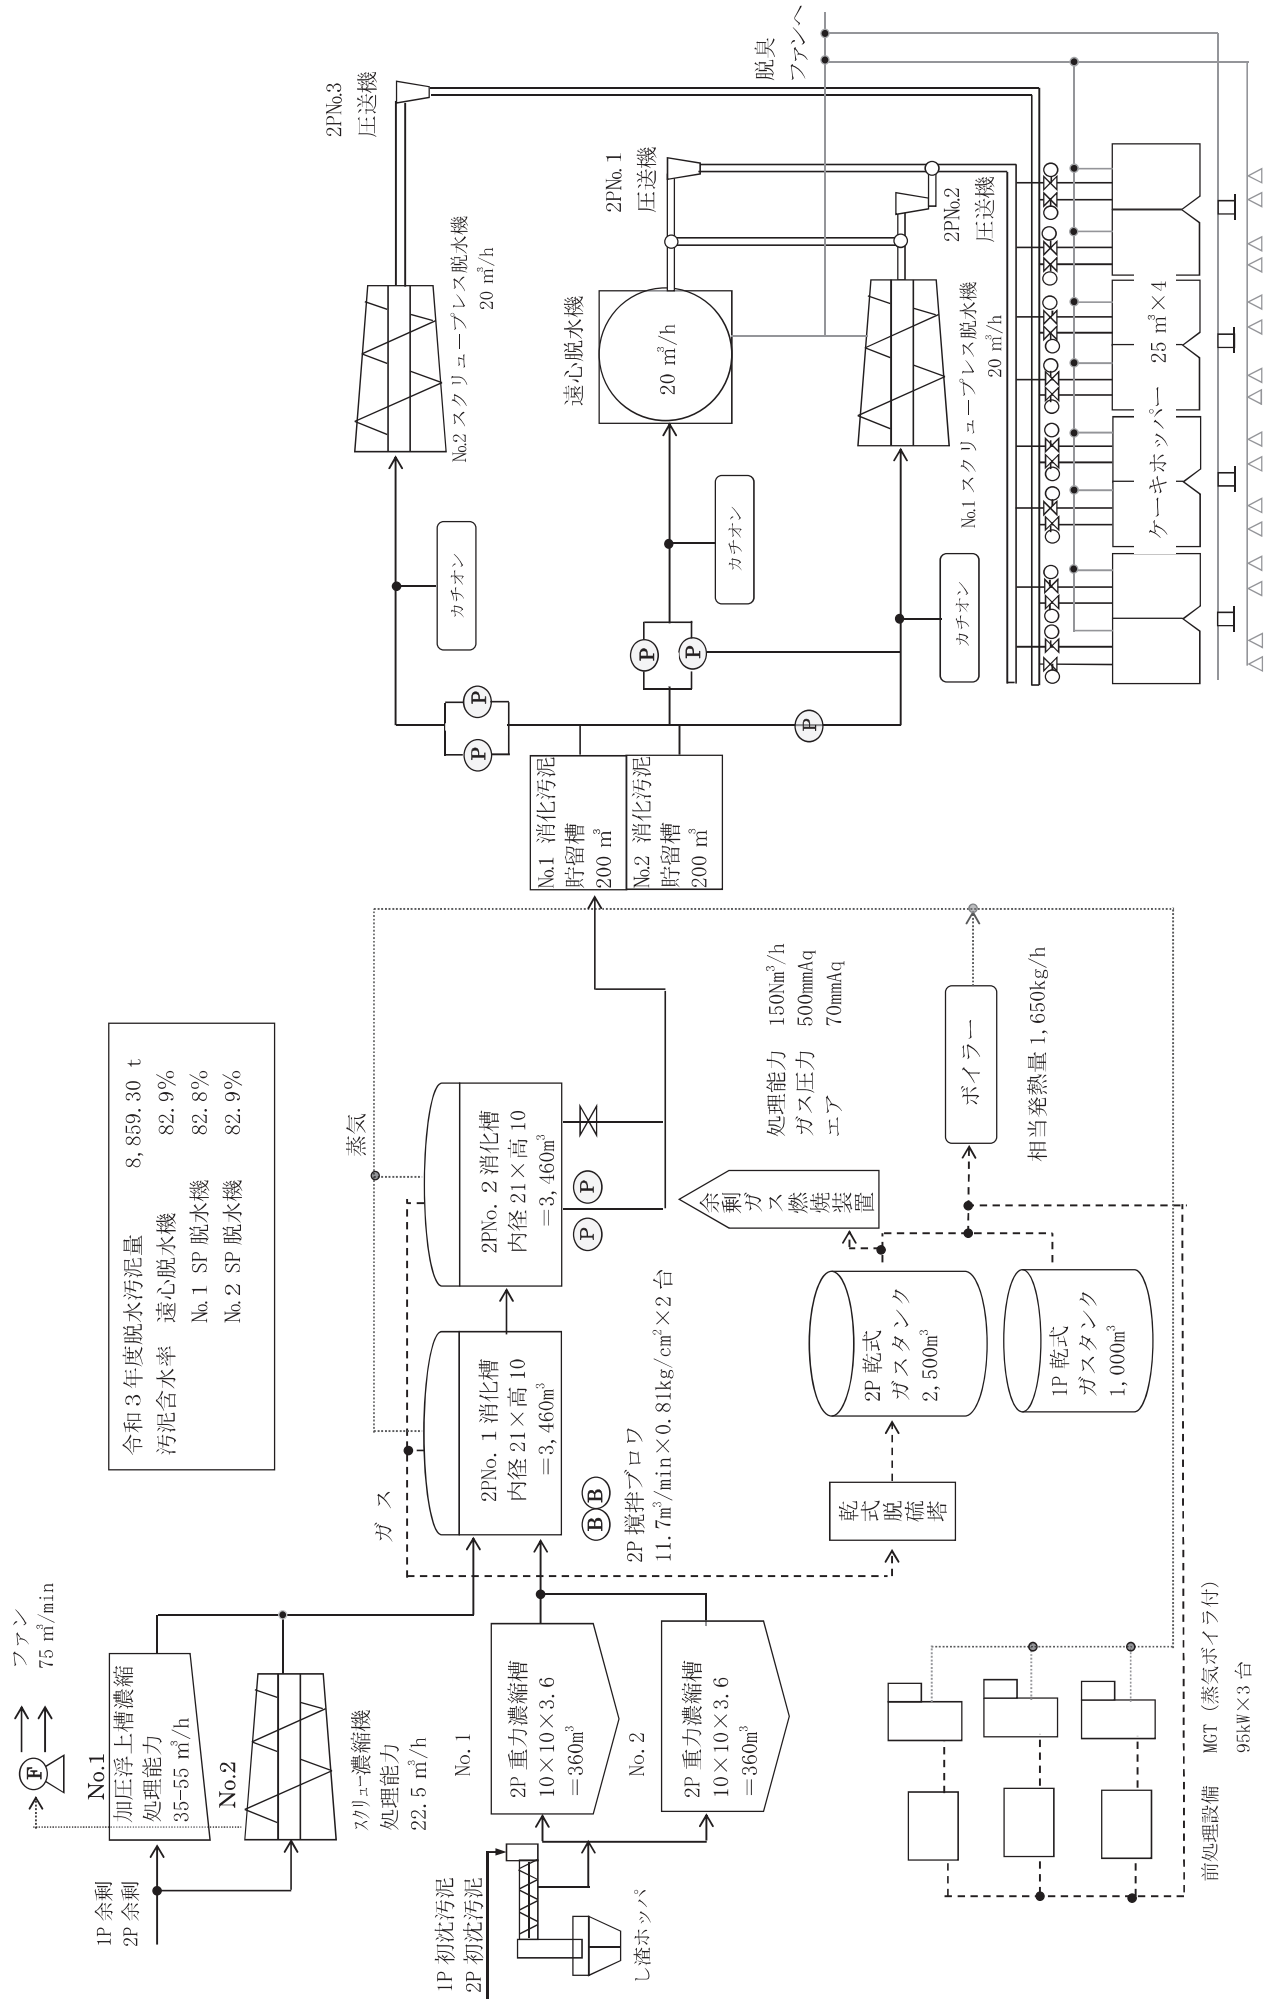 令和３年度脱水汚泥量 8,859.30 t
汚泥含水率 遠心脱水機 82.9%
No.1 SP 脱水機 82.8%
No.2 SP 脱水機 82.9%
ファン
75 m³/min
F
1P 余剰
2P 余剰
No.1
加圧浮上槽濃縮
処理能力
35-55 m³/h
No.2
スクリュー濃縮機
処理能力
22.5 m³/h
1P 初沈汚泥
2P 初沈汚泥
し渣ホッパ
No.1
2P 重力濃縮槽
10×10×3.6
＝360m³
No.2
2P 重力濃縮槽
10×10×3.6
＝360m³
ガ ス
蒸気
2PNo.1 消化槽
内径 21×高 10
＝3,460m³
2PNo.2 消化槽
内径 21×高 10
＝3,460m³
B
B
2P 撹拌ブロワ
11.7m³/min×0.81kg/cm²×2 台
P
P
乾式
脱硫塔
2P 乾式
ガスタンク
2,500m³
1P 乾式
ガスタンク
1,000m³
余剰ガス
燃焼装置
処理能力 150Nm³/h
ガス圧力 500mmAq
エア 70mmAq
ボイラー
相当発熱量 1,650kg/h
前処理設備 MGT (蒸気ボイラ付)
95kW×3 台
No.1 消化汚泥
貯留槽
200 m³
No.2 消化汚泥
貯留槽
200 m³
P
P
P
P
P
カチオン
カチオン
カチオン
No.2 スクリュープレス脱水機
20 m³/h
遠心脱水機
20 m³/h
No.1 スクリュープレス脱水機
20 m³/h
2PNo.3
圧送機
2PNo.1
圧送機
2PNo.2
圧送機
脱臭
ファンへ
ケーキホッパー 25 m³×4